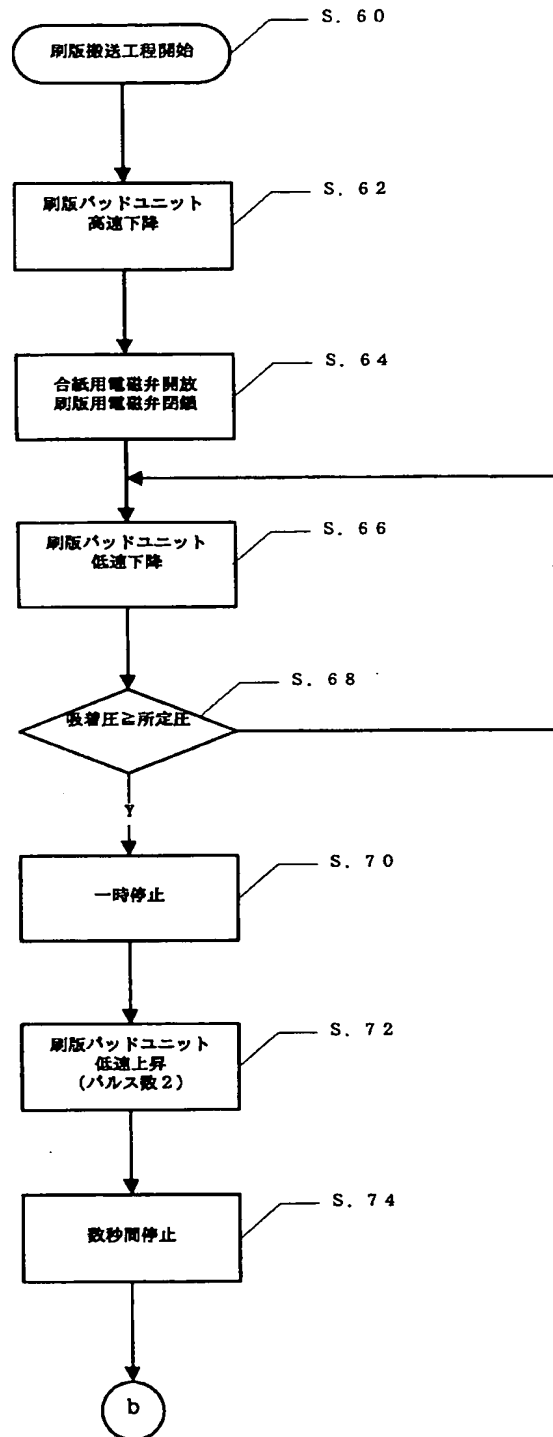 S. 60
刷版搬送工程開始
S. 62
刷版パッドユニット
高速下降
S. 64
合紙用電磁弁開放
刷版用電磁弁閉鎖
S. 66
刷版パッドユニット
低速下降
S. 68
吸着圧≧所定圧
Y
S. 70
一時停止
S. 72
刷版パッドユニット
低速上昇
(パルス数2)
S. 74
数秒間停止
b